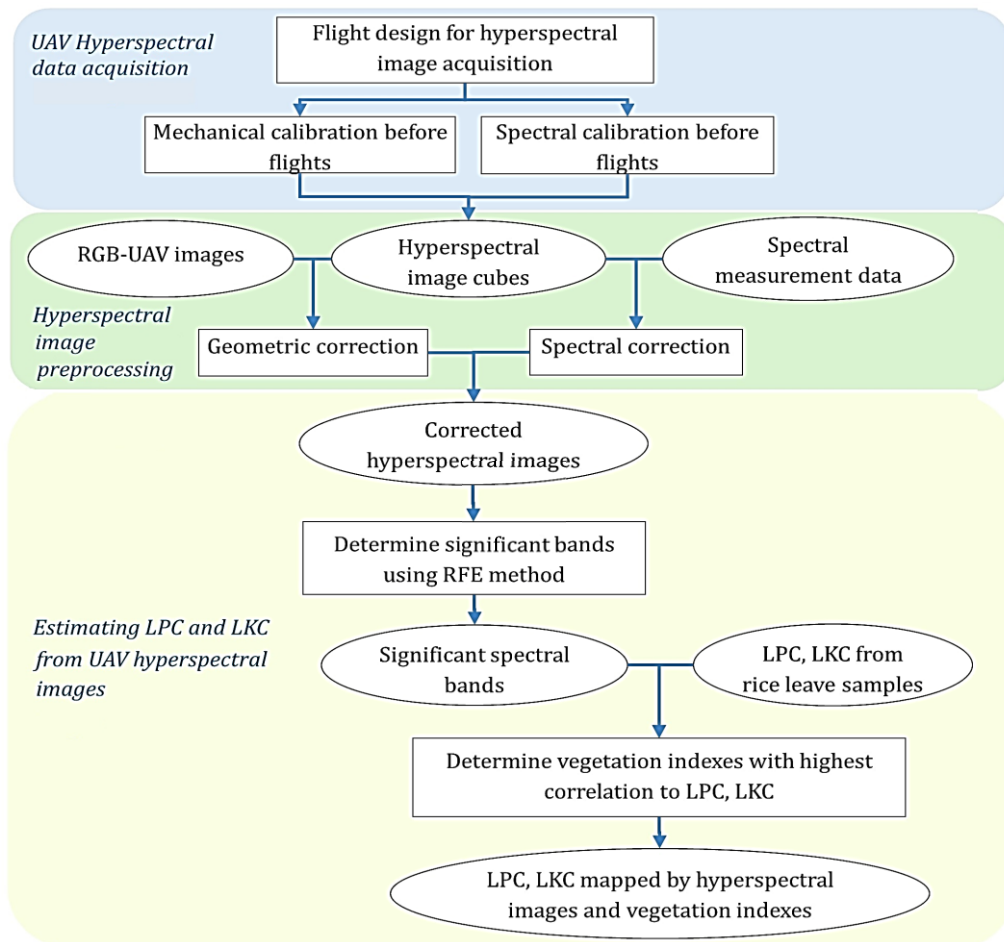 UAV Hyperspectral
data acquisition
Flight design for hyperspectral
image acquisition
Mechanical calibration before
flights
Spectral calibration before
flights
RGB-UAV images
Hyperspectral
image cubes
Spectral
measurement data
Hyperspectral
image
preprocessing
Geometric correction
Spectral correction
Corrected
hyperspectral images
Determine significant bands
using RFE method
Estimating LPC and LKC
from UAV hyperspectral
images
Significant spectral
bands
LPC, LKC from
rice leave samples
Determine vegetation indexes with highest
correlation to LPC, LKC
LPC, LKC mapped by hyperspectral
images and vegetation indexes